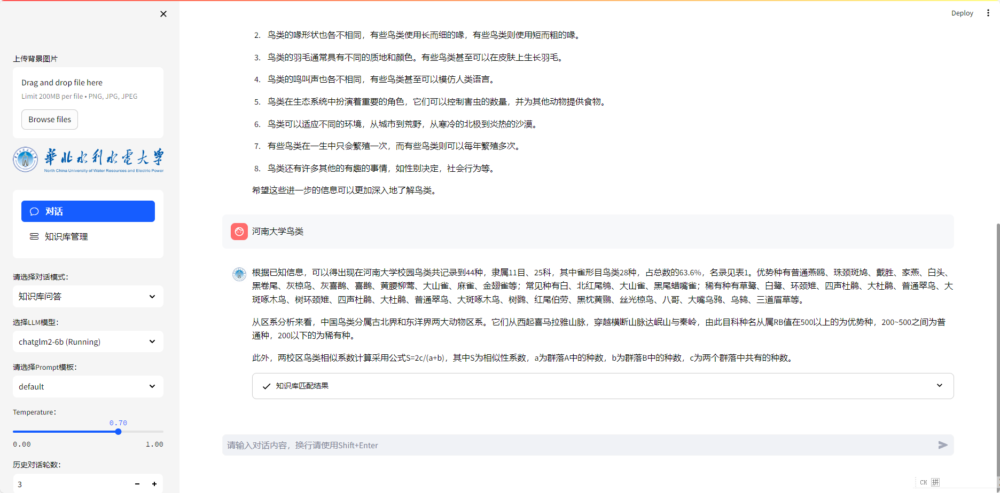 Deploy
上传背景图片
Drag and drop file here
Limit 200MB per file • PNG, JPG, JPEG
Browse files
華北水利水電大學
North China University of Water Resources and Electric Power
对话
知识库管理
请选择对话模式：
知识库问答
选择LLM模型：
chatglm2-6b (Running)
请选择Prompt模板：
default
Temperature：
0.70
0.00
1.00
历史对话轮数：
3
2. 鸟类的喙形状也各不相同，有些鸟类使用长而细的喙，有些鸟类则使用短而粗的喙。
3. 鸟类的羽毛通常具有不同的质地和颜色。有些鸟类甚至可以在皮肤上生长羽毛。
4. 鸟类的鸣叫声也各不相同，有些鸟类甚至可以模仿人类语言。
5. 鸟类在生态系统中扮演着重要的角色，它们可以控制害虫的数量，并为其他动物提供食物。
6. 鸟类可以适应不同的环境，从城市到荒野，从寒冷的北极到炎热的沙漠。
7. 有些鸟类在一生中只会繁殖一次，而有些鸟类则可以每年繁殖多次。
8. 鸟类还有许多其他的有趣的事情，如性别决定，社会行为等。
希望这些进一步的信息可以更加深入地了解鸟类。
河南大学鸟类
根据已知信息，可以得出现在河南大学校园鸟类共记录到44种，隶属11目、25科，其中雀形目鸟类28种，占总数的63.6%，名录见表1。优势种有普通燕鸥、珠颈斑鸠、戴胜、家燕、白头、
黑卷尾、灰椋鸟、灰喜鹊、喜鹊、黄腰柳莺、大山雀、麻雀、金翅雀等；常见种有白、北红尾鸲、大山雀、黑尾蜡嘴雀；稀有种有草鹭、白鹭、环颈雉、四声杜鹃、大杜鹃、普通翠鸟、大
斑啄木鸟、树环颈雉、四声杜鹃、大杜鹃、普通翠鸟、大斑啄木鸟、树鹨、红尾伯劳、黑枕黄鹂、丝光椋鸟、八哥、大嘴乌鸦、乌鸫、三道眉草等。
从区系分析来看，中国鸟类分属古北界和东洋界两大动物区系。它们从西起喜马拉雅山脉，穿越横断山脉达岷山与秦岭，由此目科种名从属RB值在500以上的为优势种，200~500之间为普
通种，200以下的为稀有种。
此外，两校区鸟类相似系数计算采用公式S=2c/(a+b)，其中S为相似性系数，a为群落A中的种数，b为群落B中的种数，c为两个群落中共有的种数。
知识库匹配结果
请输入对话内容，换行请使用Shift+Enter
CH 拼